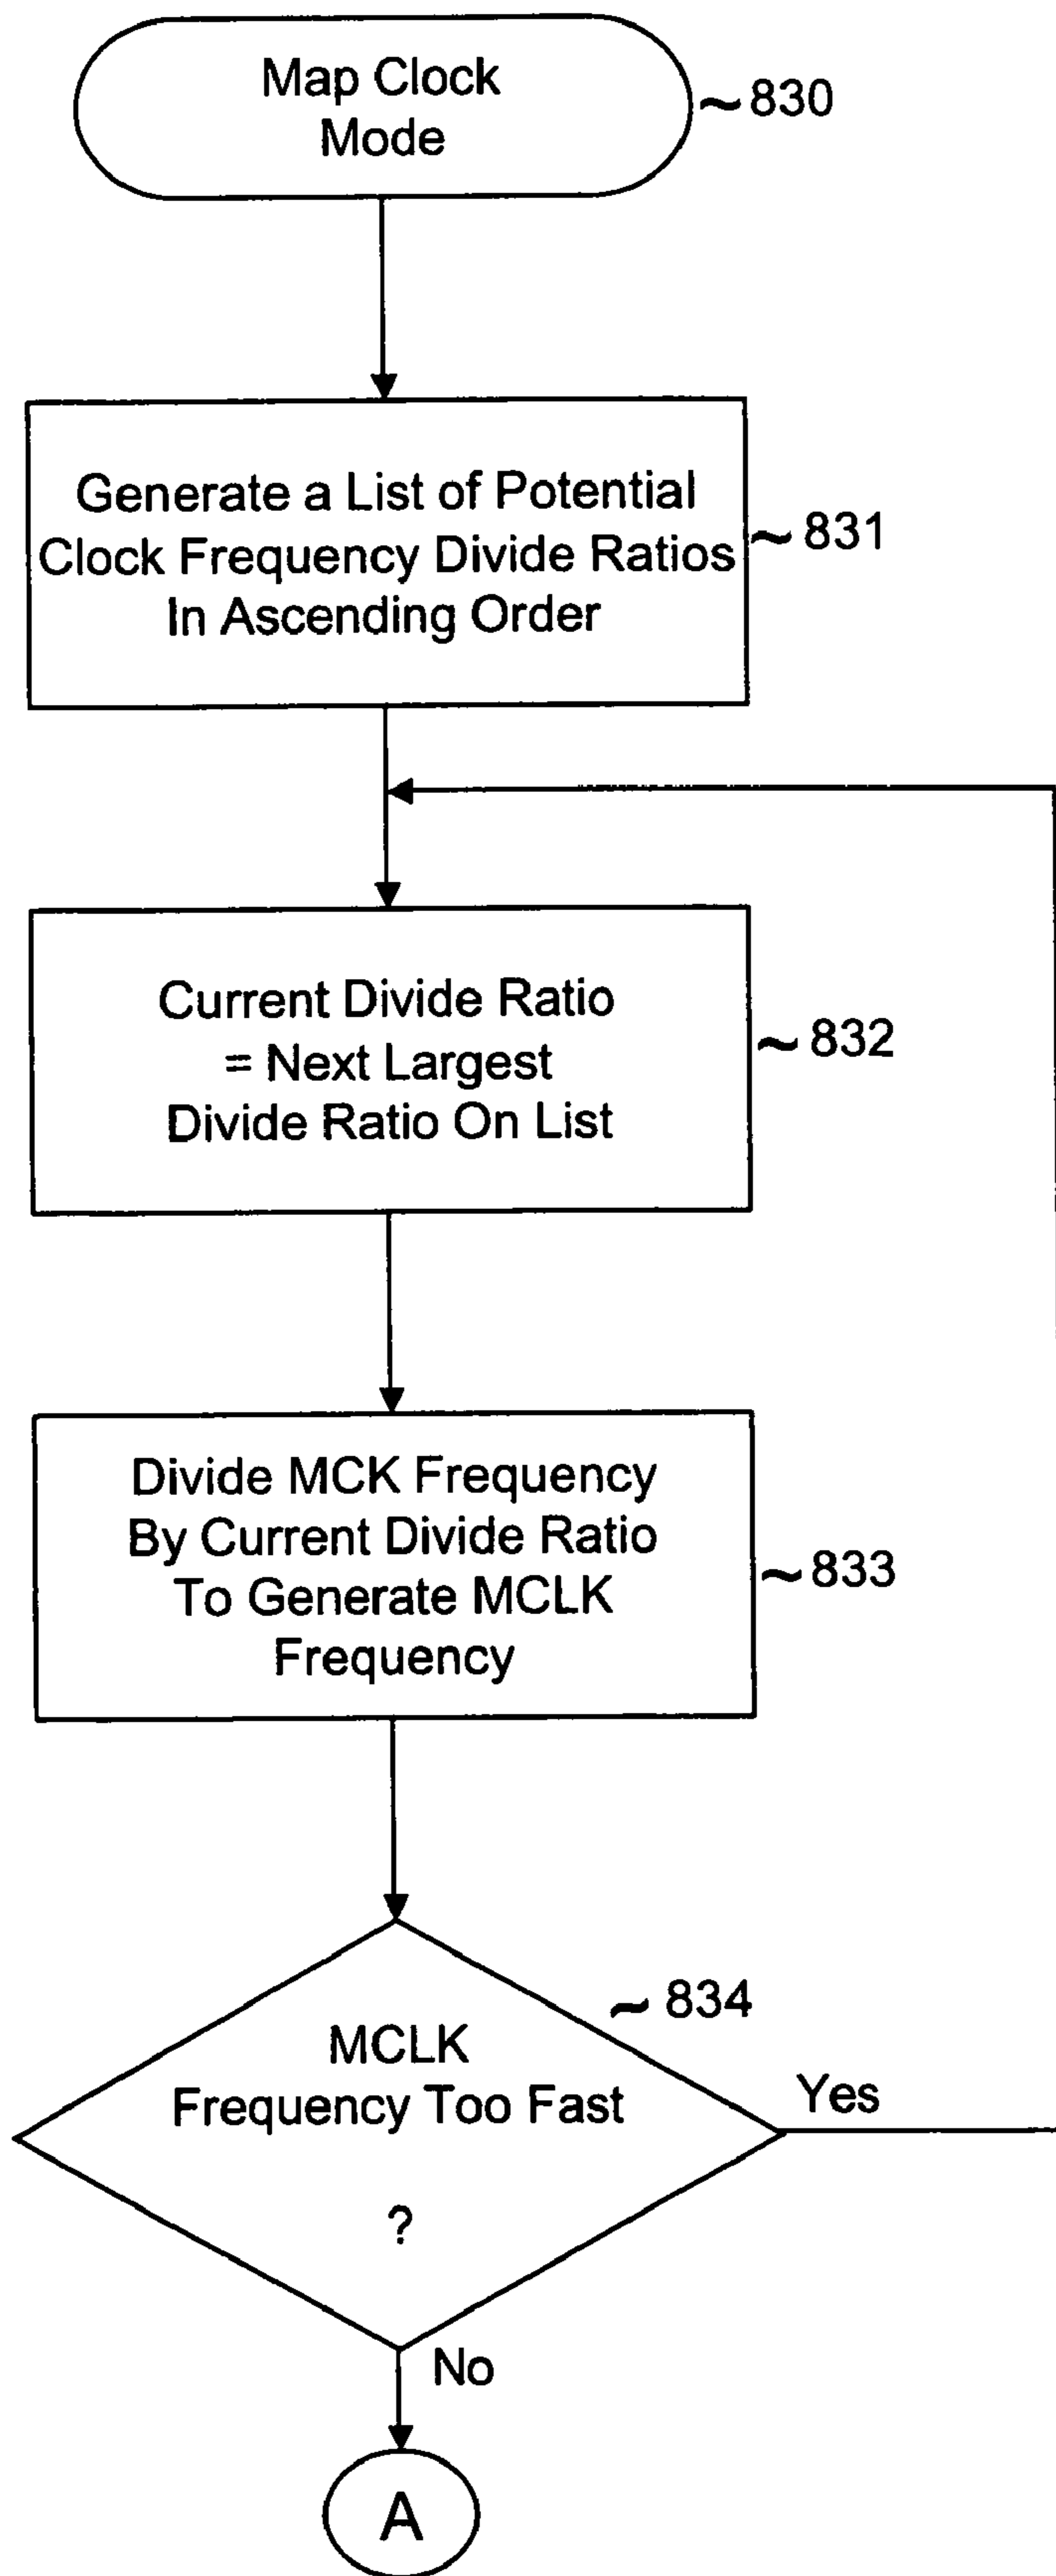 Map Clock
Mode
~830
Generate a List of Potential
Clock Frequency Divide Ratios
In Ascending Order
~831
Current Divide Ratio
= Next Largest
Divide Ratio On List
~832
Divide MCK Frequency
By Current Divide Ratio
To Generate MCLK
Frequency
~833
~834
MCLK
Frequency Too Fast
?
Yes
No
A